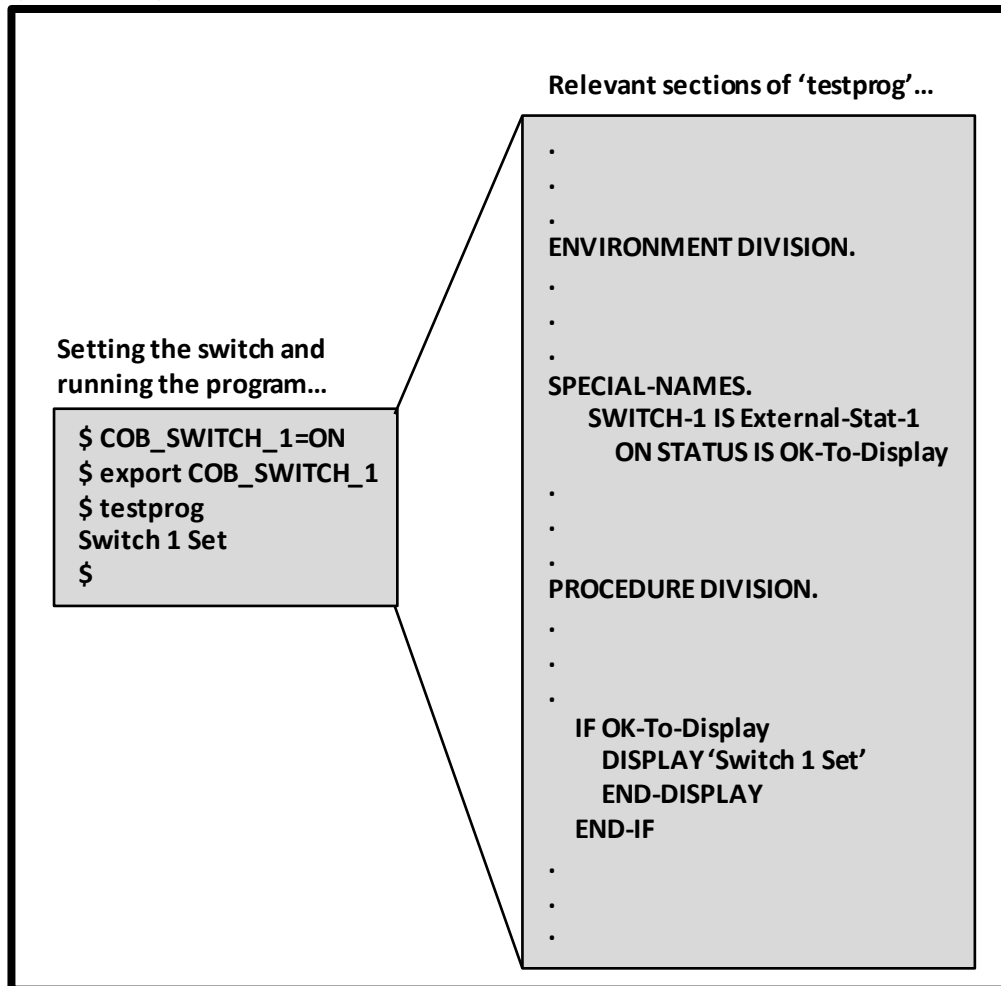 Relevant sections of ‘testprog’…
.
.
.
ENVIRONMENT DIVISION.
.
.
.
SPECIAL-NAMES.
SWITCH-1 IS External-Stat-1
ON STATUS IS OK-To-Display
.
.
.
PROCEDURE DIVISION.
.
.
.
IF OK-To-Display
DISPLAY ‘Switch 1 Set’
END-DISPLAY
END-IF
.
.
.
Setting the switch and
running the program…
$ COB_SWITCH_1=ON
$ export COB_SWITCH_1
$ testprog
Switch 1 Set
$